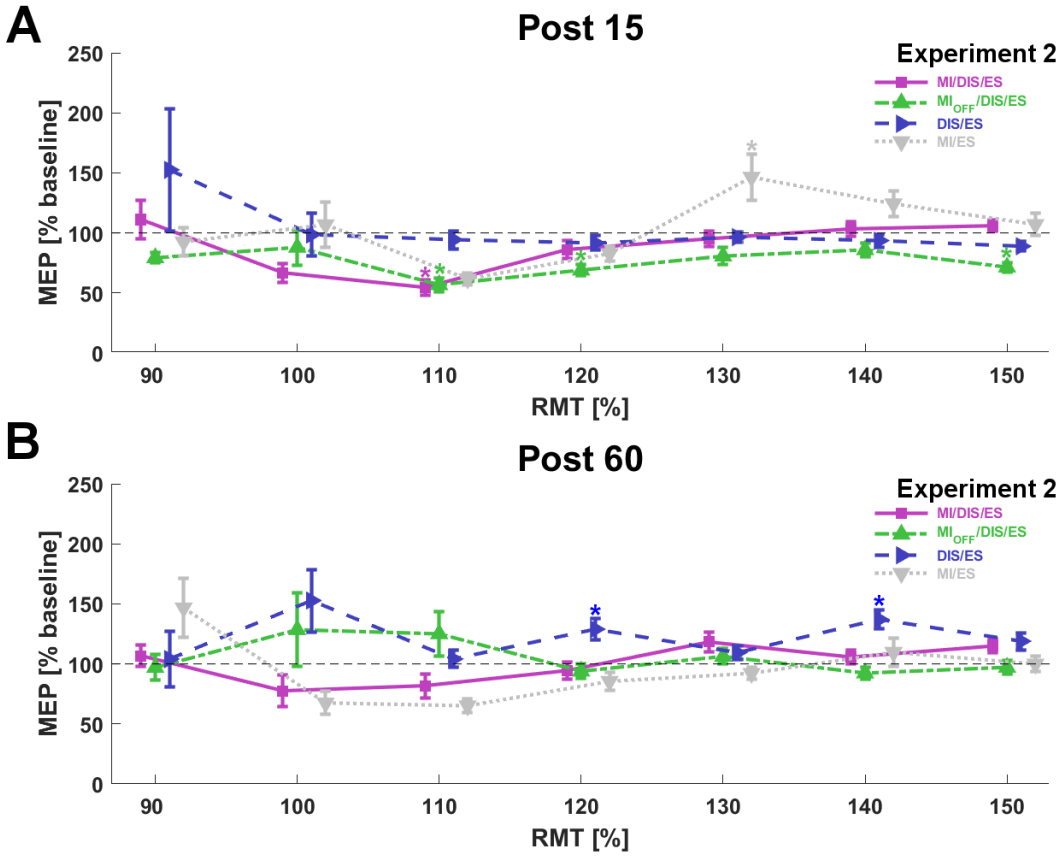 A
Post 15
Experiment 2
MI/DIS/ES
MIOFF/DIS/ES
DIS/ES
MI/ES
MEP [% baseline]
250
200
150
100
50
0
*
* * * *
90 100 110 120 130 140 150
RMT [%]
B
Post 60
Experiment 2
MI/DIS/ES
MIOFF/DIS/ES
DIS/ES
MI/ES
MEP [% baseline]
250
200
150
100
50
0
* *
90 100 110 120 130 140 150
RMT [%]